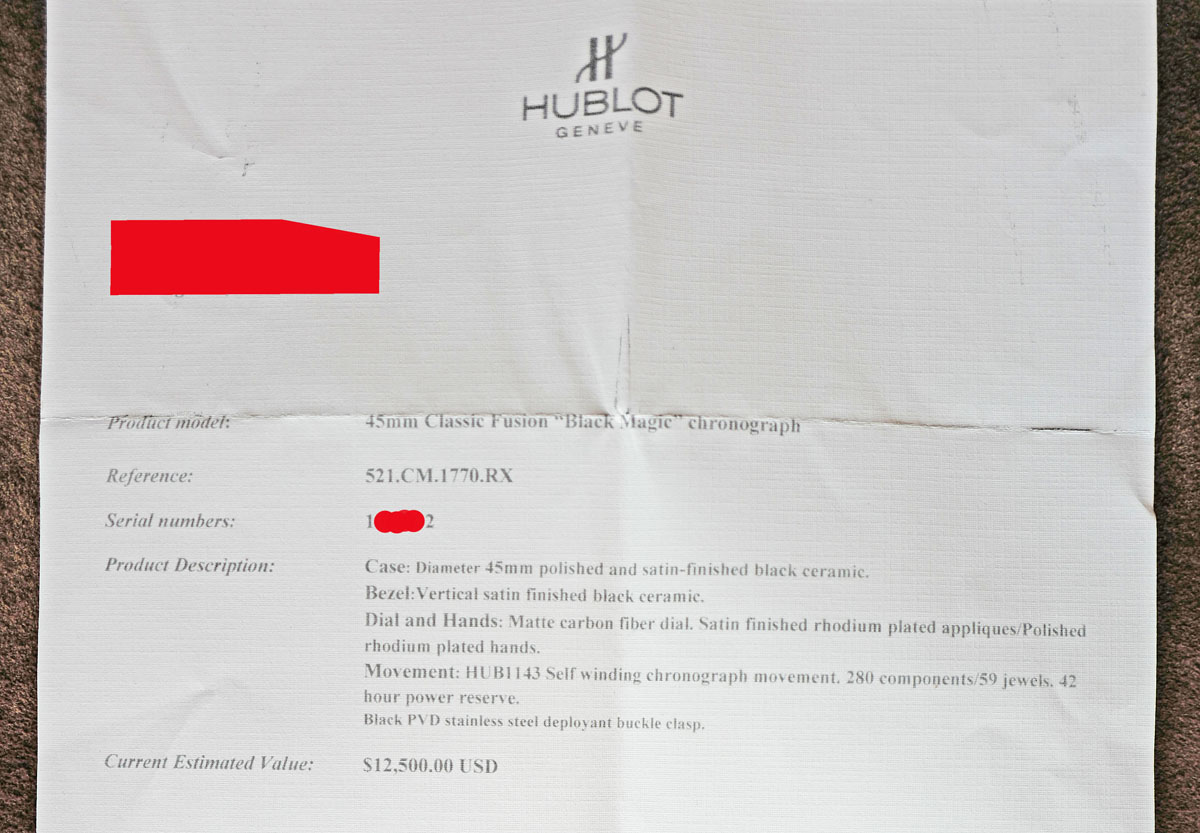 HUBLOT
GENEVE
Product model: 45mm Classic Fusion “Black Magic” chronograph
Reference: 521.CM.1770.RX
Serial numbers: 1 2
Product Description: Case: Diameter 45mm polished and satin-finished black ceramic.
Bezel:Vertical satin finished black ceramic.
Dial and Hands: Matte carbon fiber dial. Satin finished rhodium plated appliques/Polished
rhodium plated hands.
Movement: HUB1143 Self winding chronograph movement. 280 components/59 jewels. 42
hour power reserve.
Black PVD stainless steel deployant buckle clasp.
Current Estimated Value: $12,500.00 USD